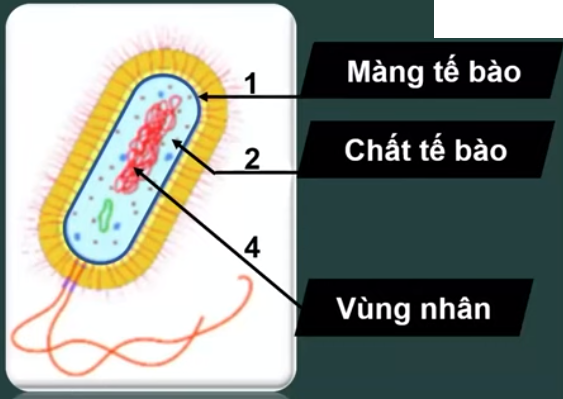 1
Màng tế bào
2
Chất tế bào
4
Vùng nhân